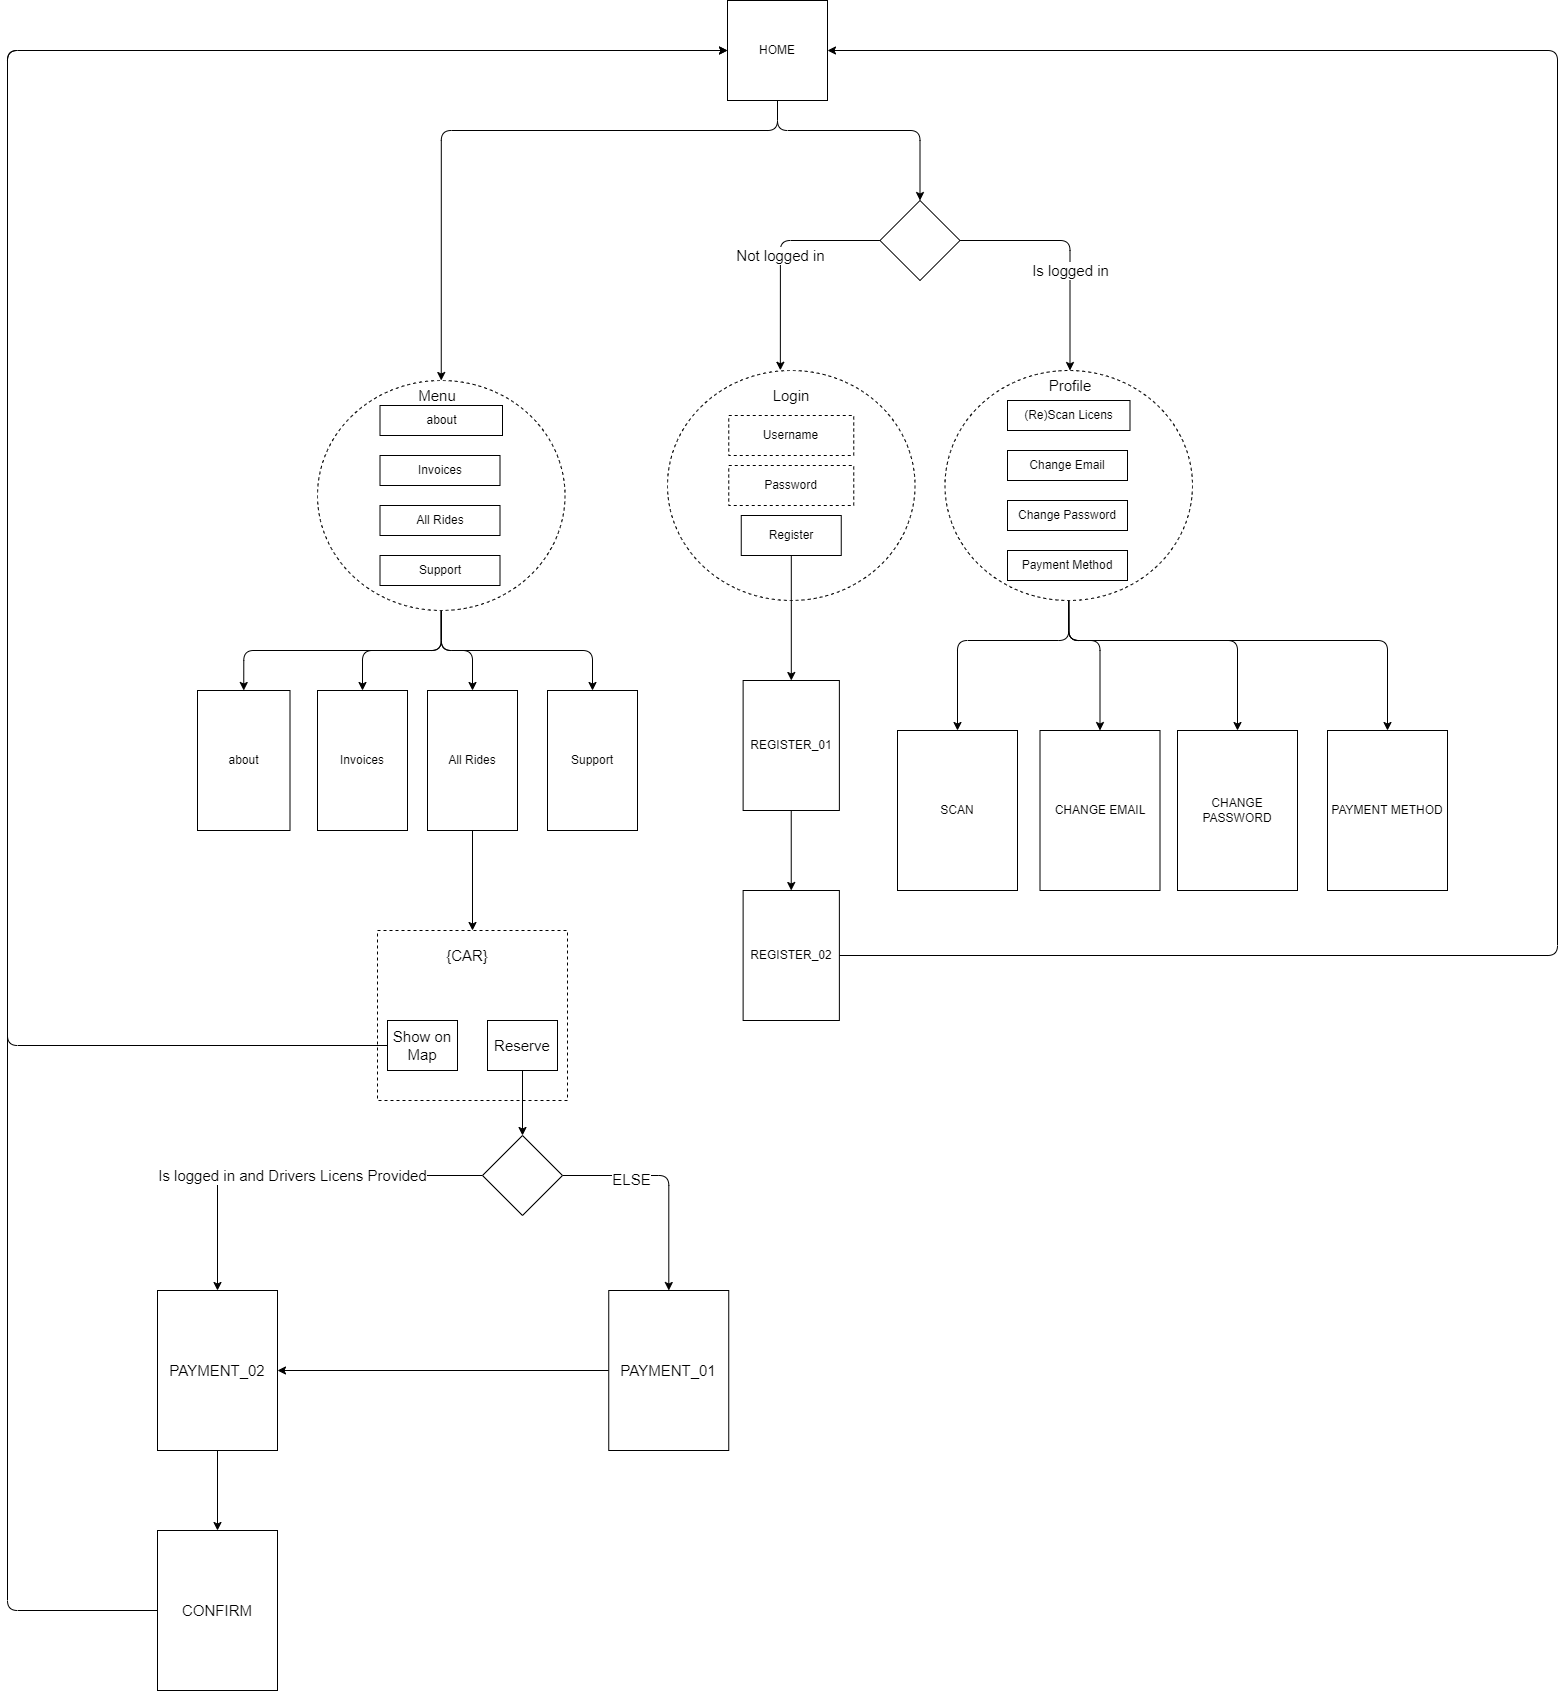 HOME
Not logged in
Is logged in
Menu
about
Invoices
All Rides
Support
Login
Username
Password
Register
Profile
(Re)Scan Licens
Change Email
Change Password
Payment Method
about
Invoices
All Rides
Support
REGISTER_01
SCAN
CHANGE EMAIL
CHANGE
PASSWORD
PAYMENT METHOD
REGISTER_02
{CAR}
Show on
Map
Reserve
Is logged in and Drivers Licens Provided
ELSE
PAYMENT_02
PAYMENT_01
CONFIRM